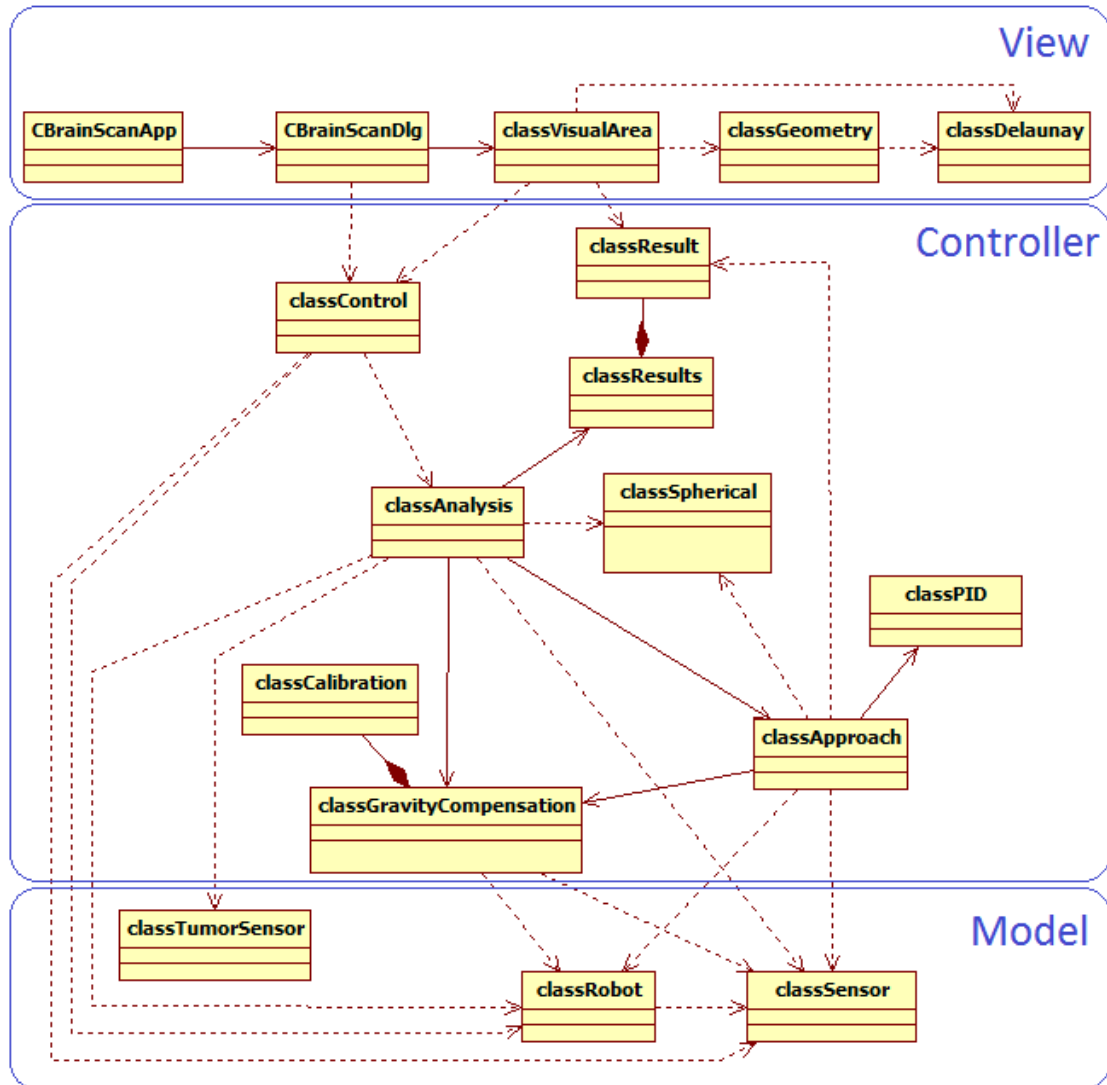 View
CBrainScanApp
CBrainScanDlg
classVisualArea
classGeometry
classDelaunay
Controller
classResult
classControl
classResults
classSpherical
classAnalysis
classPID
classCalibration
classApproach
classGravityCompensation
Model
classTumorSensor
classRobot
classSensor